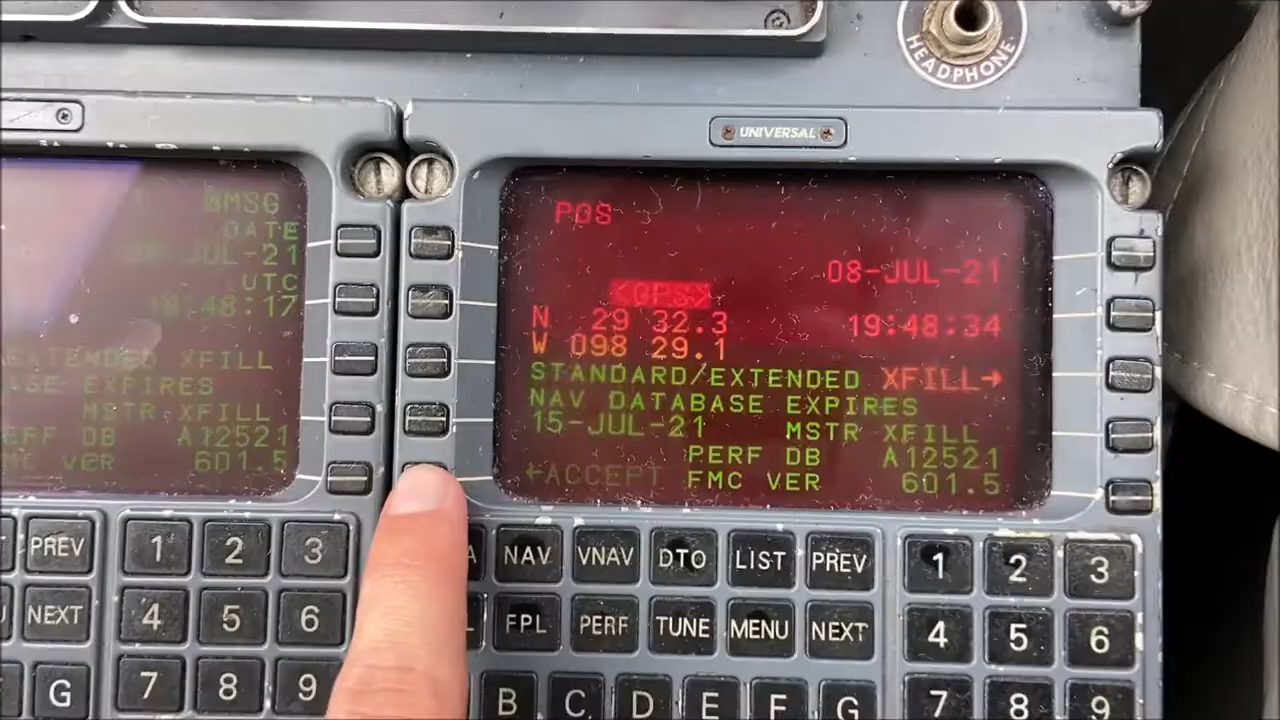 HEADPHONE
UNIVERSAL
MSG
DATE
JUL-21
UTC
:48:17
EXTENDED XFILL
BASE EXPIRES
MSTR XFILL
PERF DB A12521
FMC VER 601.5
POS
08-JUL-21
<GPS>
N 29 32.3 19:48:34
W 098 29.1
STANDARD/EXTENDED XFILL→
NAV DATABASE EXPIRES
15-JUL-21 MSTR XFILL
PERF DB A12521
←ACCEPT FMC VER 601.5
PREV 1 2 3
NEXT 4 5 6
G 7 8 9
NAV VNAV DTO LIST PREV 1 2 3
FPL PERF TUNE MENU NEXT 4 5 6
B C D E F G 7 8 9